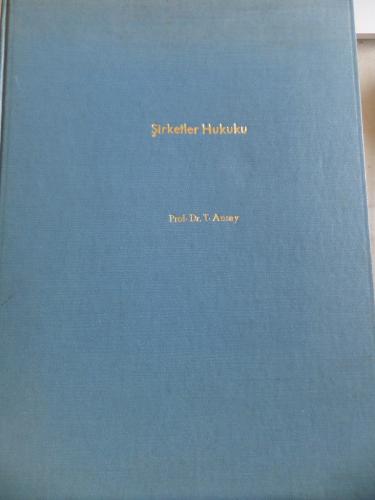 Şirketler Hukuku
Prof. Dr. T. Ansay